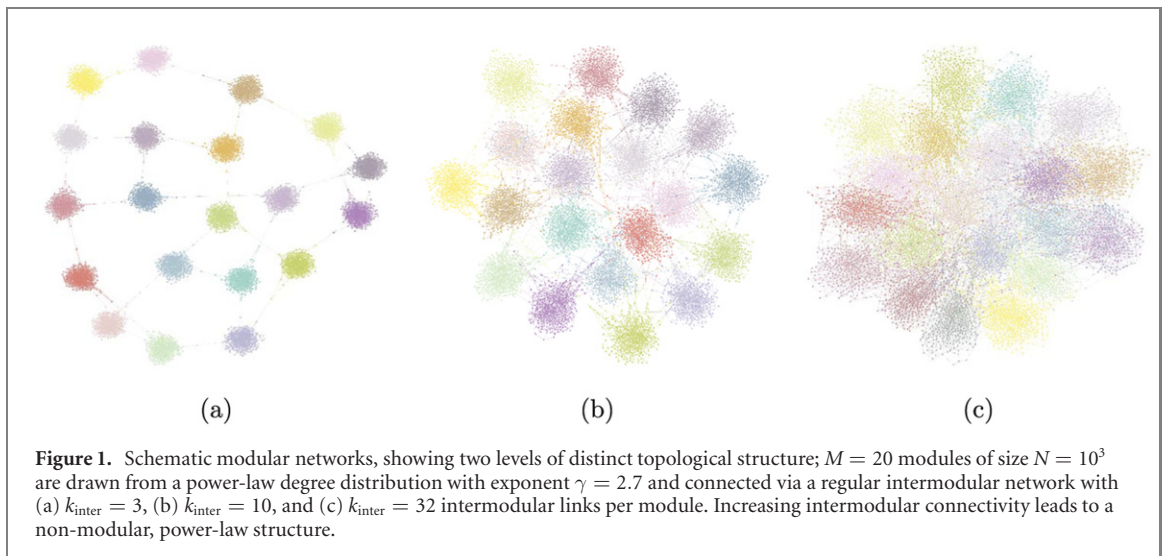 (a)
(b)
(c)
Figure 1. Schematic modular networks, showing two levels of distinct topological structure; M = 20 modules of size N = 10³
are drawn from a power-law degree distribution with exponent γ = 2.7 and connected via a regular intermodular network with
(a) k_inter = 3, (b) k_inter = 10, and (c) k_inter = 32 intermodular links per module. Increasing intermodular connectivity leads to a
non-modular, power-law structure.